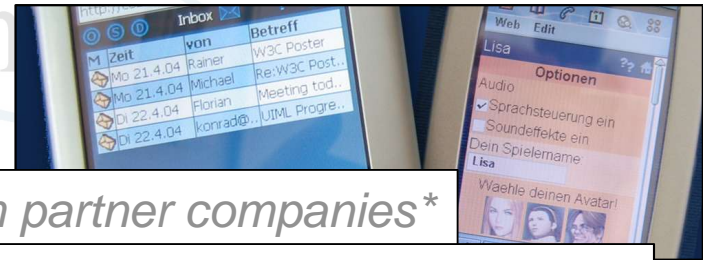 Inbox
O S D
M Zeit von Betreff
Mo 21.4.04 Rainer W3C Poster
Mo 21.4.04 Michael Re:W3C Post..
Di 22.4.04 Florian Meeting tod..
Di 22.4.04 konrad@.. UIML Progre..
Web Edit
Lisa
Optionen
Audio
Sprachsteuerung ein
Soundeffekte ein
Dein Spielername
Lisa
Waehle deinen Avatar!
partner companies*